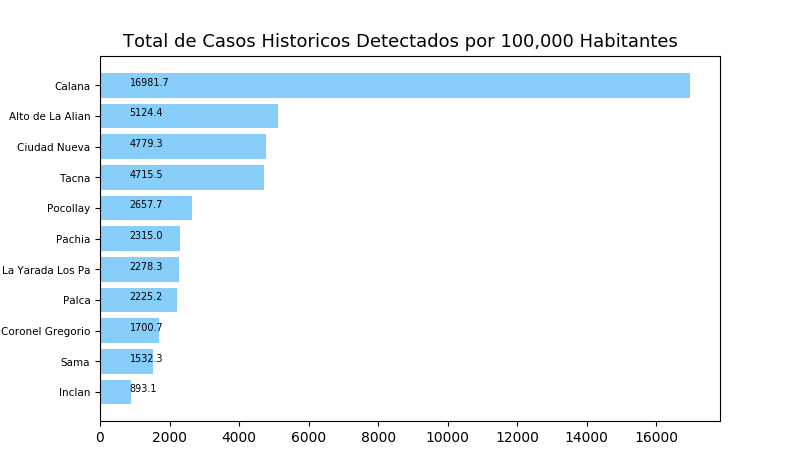 Total de Casos Historicos Detectados por 100,000 Habitantes
Calana 16981.7
Alto de La Alian 5124.4
Ciudad Nueva 4779.3
Tacna 4715.5
Pocollay 2657.7
Pachia 2315.0
La Yarada Los Pa 2278.3
Palca 2225.2
Coronel Gregorio 1700.7
Sama 1532.3
Inclan 893.1
0 2000 4000 6000 8000 10000 12000 14000 16000